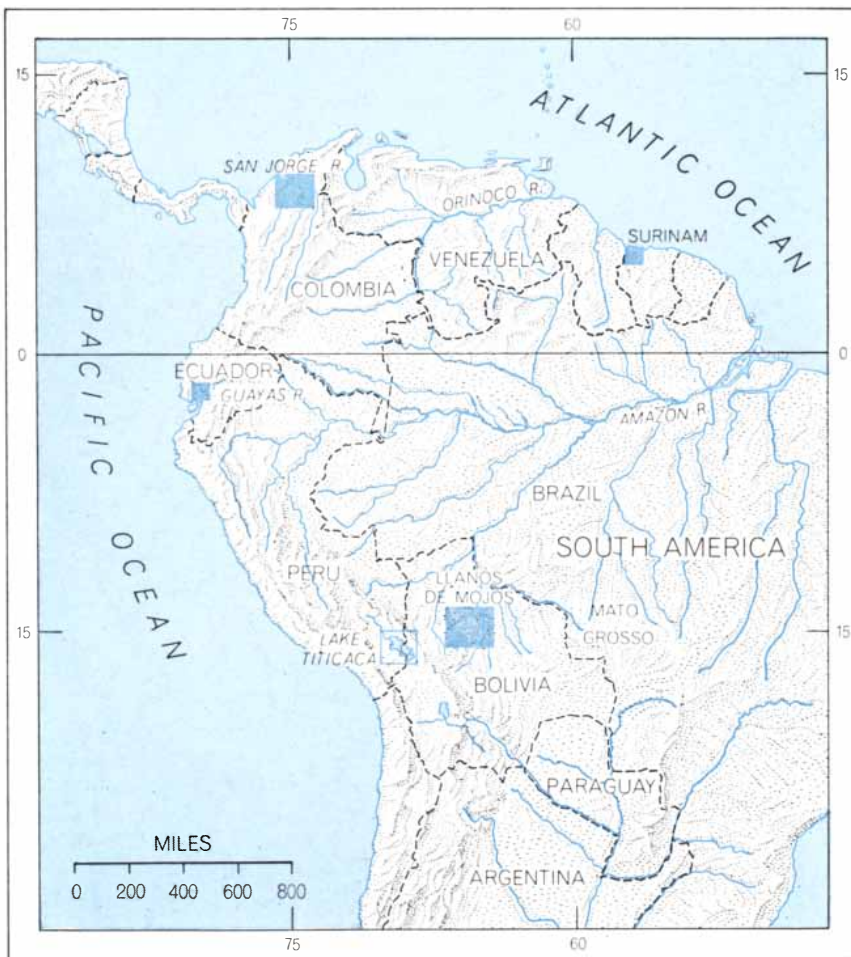 75
60
15
15
ATLANTIC OCEAN
SAN JORGE R.
ORINOCO R.
SURINAM
VENEZUELA
COLOMBIA
PACIFIC OCEAN
0
ECUADOR
GUAYAS R.
AMAZON R.
BRAZIL
SOUTH AMERICA
PERU
LLANOS
DE MOJOS
MATO
GROSSO
15
15
LAKE
TITICACA
BOLIVIA
PARAGUAY
MILES
0 200 400 600 800
ARGENTINA
75
60